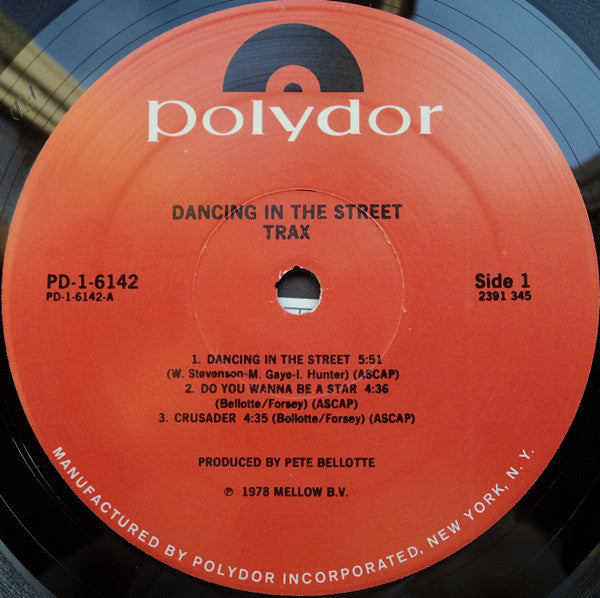 polydor
DANCING IN THE STREET
TRAX
PD-1-6142
PD-1-6142-A
Side 1
2391 345
1. DANCING IN THE STREET 5:51
(W. Stevenson-M. Gaye-I. Hunter) (ASCAP)
2. DO YOU WANNA BE A STAR 4:36
(Bellotte/Forsey) (ASCAP)
3. CRUSADER 4:35 (Bellotte/Forsey) (ASCAP)
PRODUCED BY PETE BELLOTTE
℗ 1978 MELLOW B.V.
MANUFACTURED BY POLYDOR INCORPORATED, NEW YORK, N. Y.